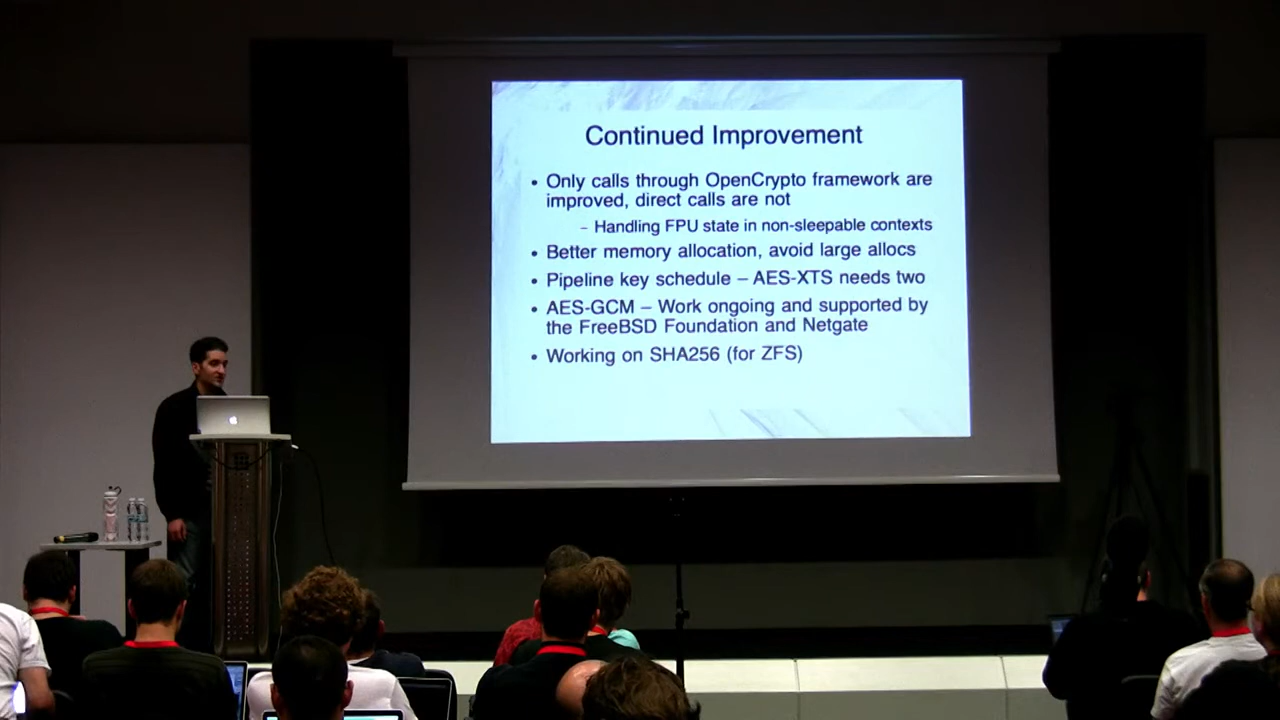 Continued Improvement
• Only calls through OpenCrypto framework are
improved, direct calls are not
– Handling FPU state in non-sleepable contexts
• Better memory allocation, avoid large allocs
• Pipeline key schedule – AES-XTS needs two
• AES-GCM – Work ongoing and supported by
the FreeBSD Foundation and Netgate
• Working on SHA256 (for ZFS)